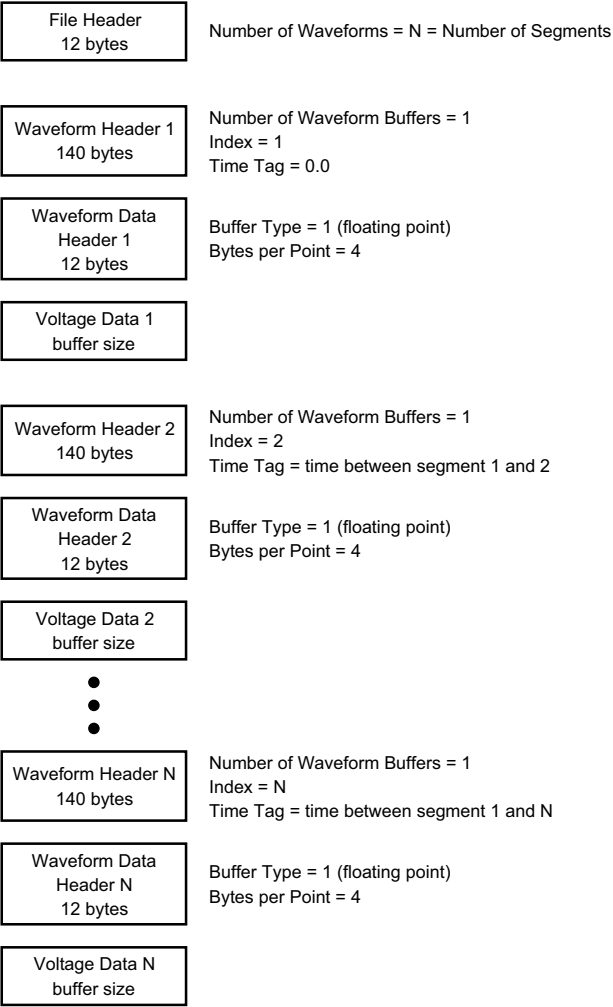 File Header
12 bytes
Number of Waveforms = N = Number of Segments
Waveform Header 1
140 bytes
Number of Waveform Buffers = 1
Index = 1
Time Tag = 0.0
Waveform Data
Header 1
12 bytes
Buffer Type = 1 (floating point)
Bytes per Point = 4
Voltage Data 1
buffer size
Waveform Header 2
140 bytes
Number of Waveform Buffers = 1
Index = 2
Time Tag = time between segment 1 and 2
Waveform Data
Header 2
12 bytes
Buffer Type = 1 (floating point)
Bytes per Point = 4
Voltage Data 2
buffer size
Waveform Header N
140 bytes
Number of Waveform Buffers = 1
Index = N
Time Tag = time between segment 1 and N
Waveform Data
Header N
12 bytes
Buffer Type = 1 (floating point)
Bytes per Point = 4
Voltage Data N
buffer size